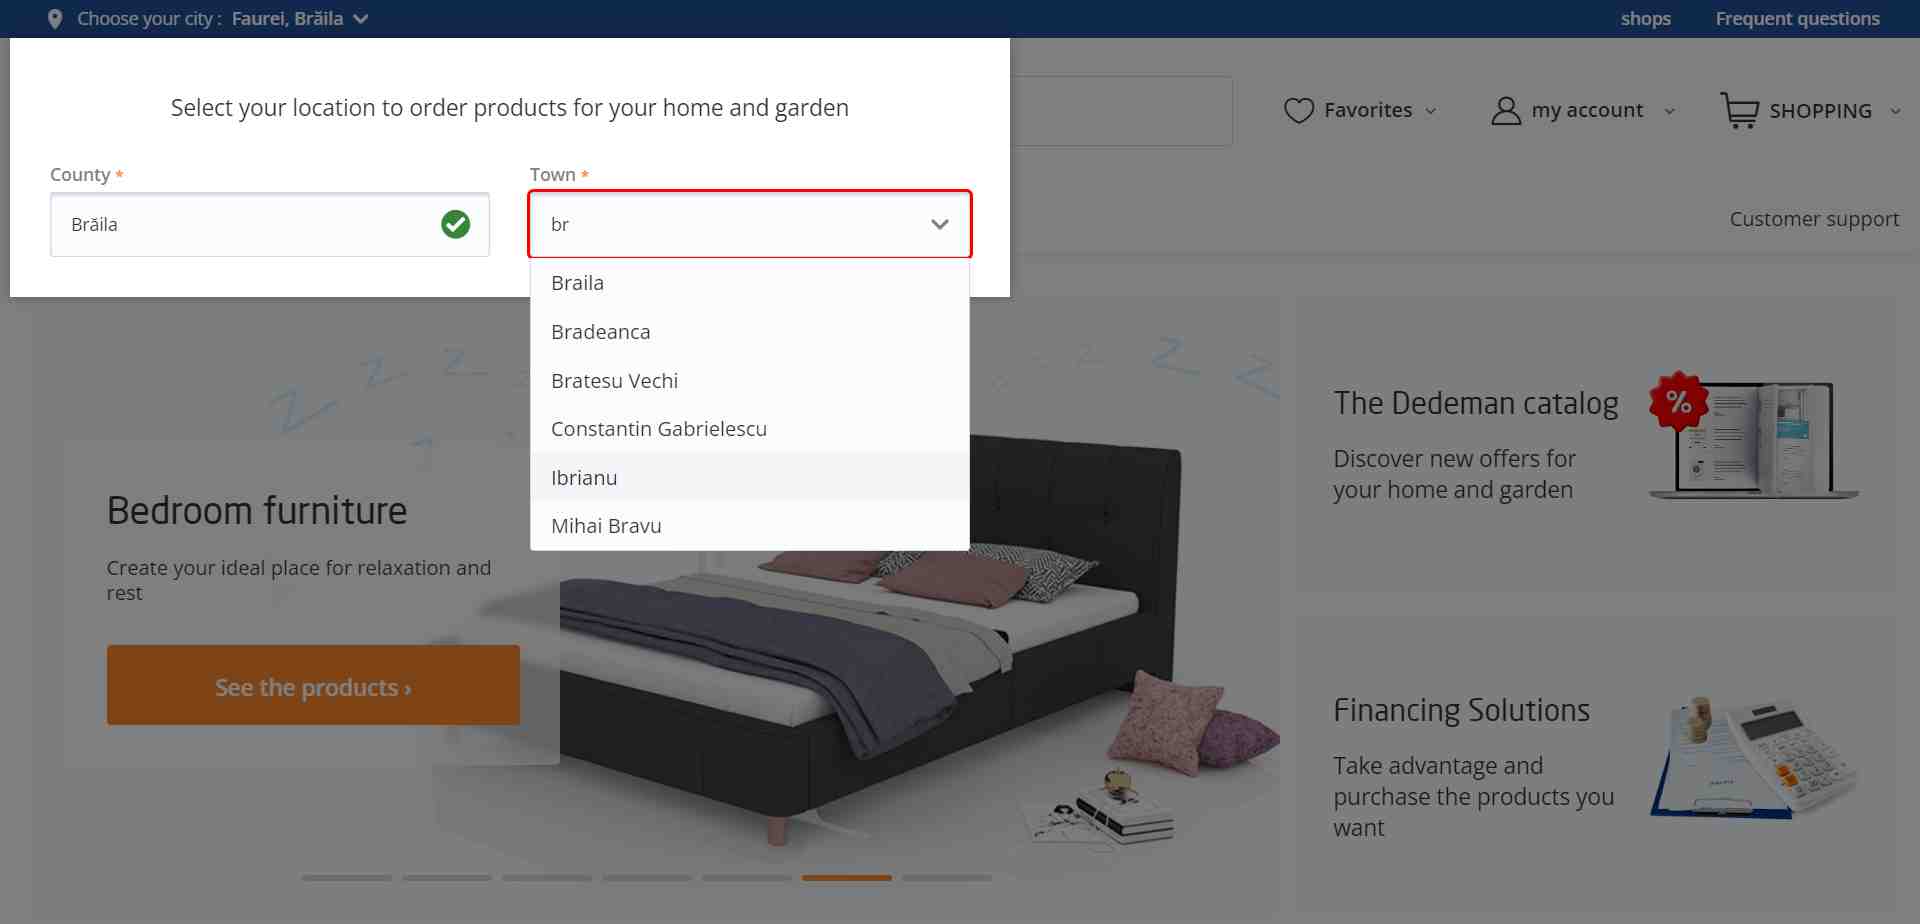 Choose your city : Faurei, Brăila
shops
Frequent questions
Select your location to order products for your home and garden
County *
Town *
Brăila
br
Braila
Bradeanca
Bratesu Vechi
Constantin Gabrielescu
Ibrianu
Mihai Bravu
Favorites
my account
SHOPPING
Customer support
Bedroom furniture
Create your ideal place for relaxation and
rest
See the products ›
The Dedeman catalog
Discover new offers for
your home and garden
%
Financing Solutions
Take advantage and
purchase the products you
want